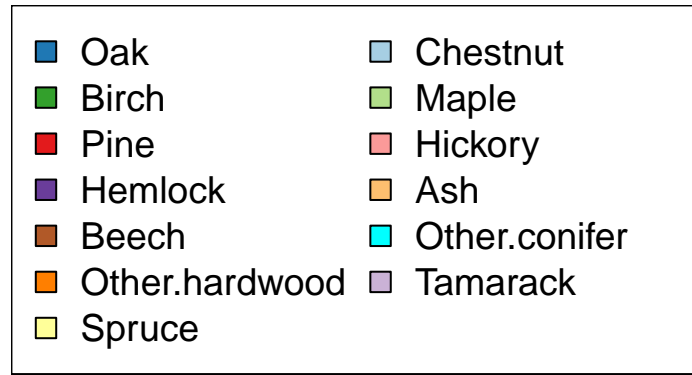 Oak Chestnut
Birch Maple
Pine Hickory
Hemlock Ash
Beech Other.conifer
Other.hardwood Tamarack
Spruce